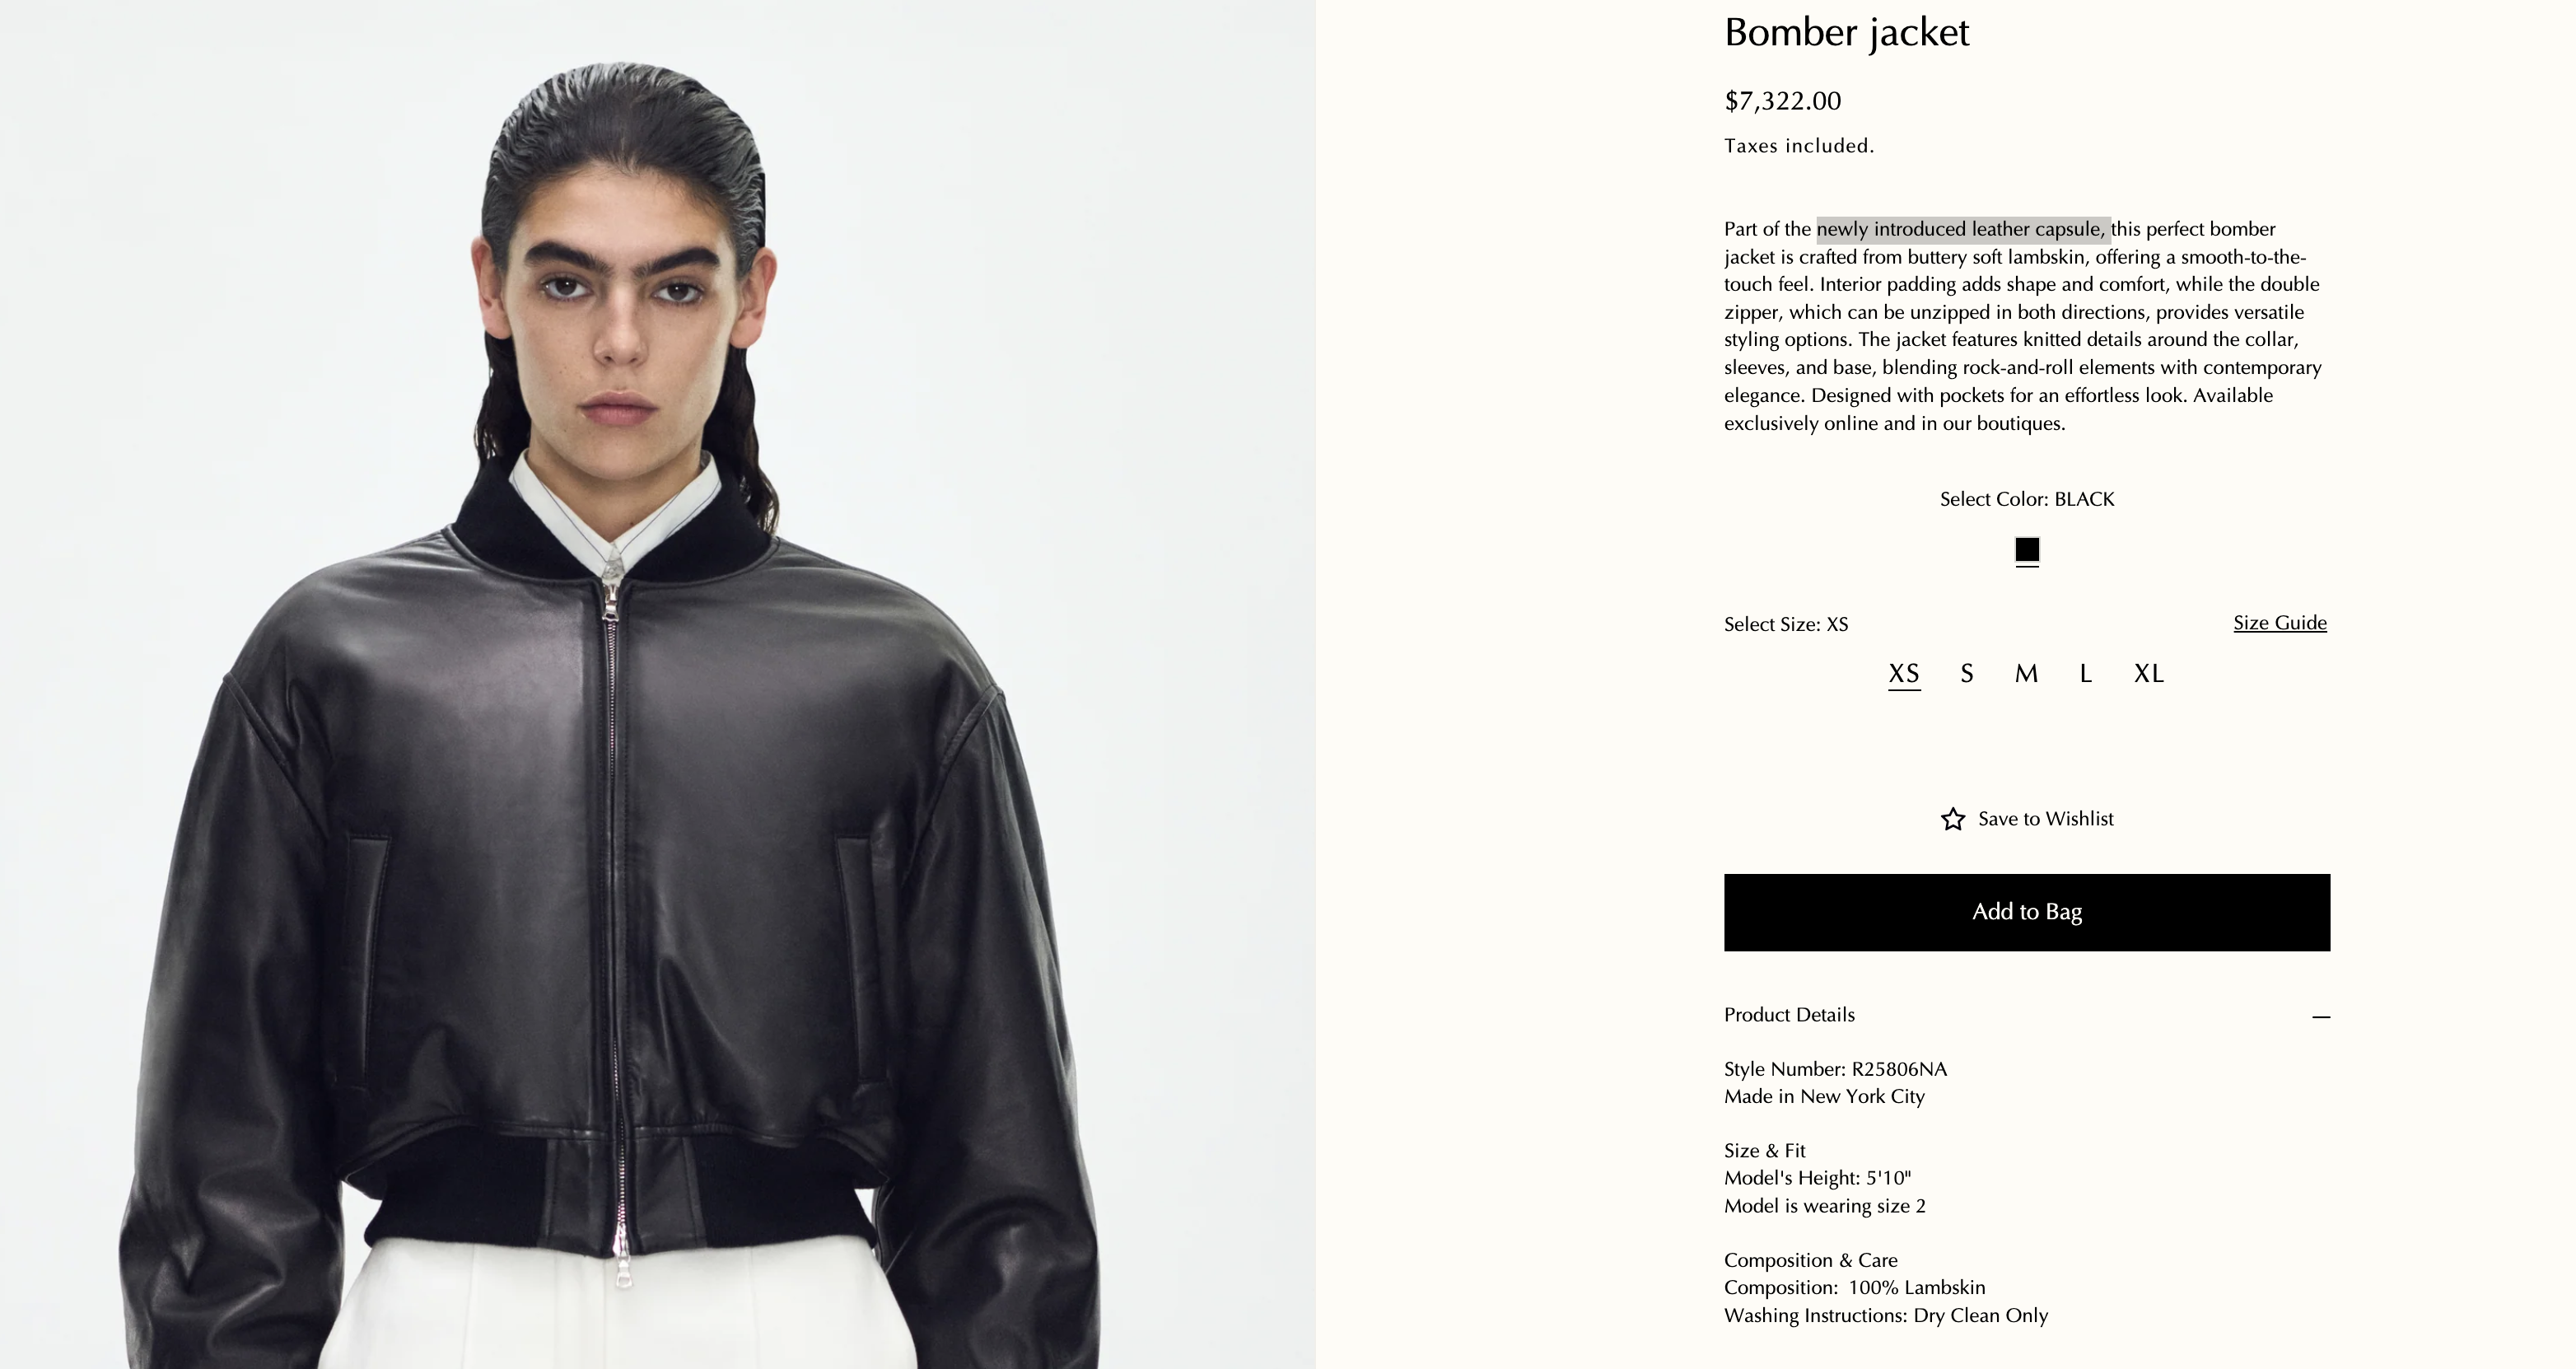 Bomber jacket
$7,322.00
Taxes included.
Part of the newly introduced leather capsule, this perfect bomber
jacket is crafted from buttery soft lambskin, offering a smooth-to-the-
touch feel. Interior padding adds shape and comfort, while the double
zipper, which can be unzipped in both directions, provides versatile
styling options. The jacket features knitted details around the collar,
sleeves, and base, blending rock-and-roll elements with contemporary
elegance. Designed with pockets for an effortless look. Available
exclusively online and in our boutiques.
Select Color: BLACK
Select Size: XS Size Guide
XS S M L XL
Save to Wishlist
Add to Bag
Product Details
Style Number: R25806NA
Made in New York City
Size & Fit
Model's Height: 5'10"
Model is wearing size 2
Composition & Care
Composition:  100% Lambskin
Washing Instructions: Dry Clean Only